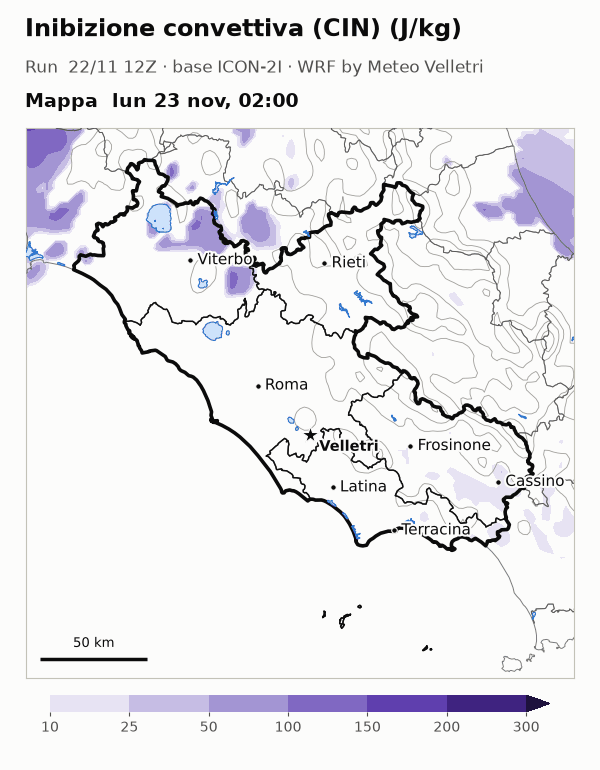 Inibizione convettiva (CIN) (J/kg)
Run  22/11 12Z · base ICON-2I · WRF by Meteo Velletri
Mappa  lun 23 nov, 02:00
Viterbo
Rieti
Roma
Velletri
Frosinone
Latina
Cassino
Terracina
50 km
10 25 50 100 150 200 300